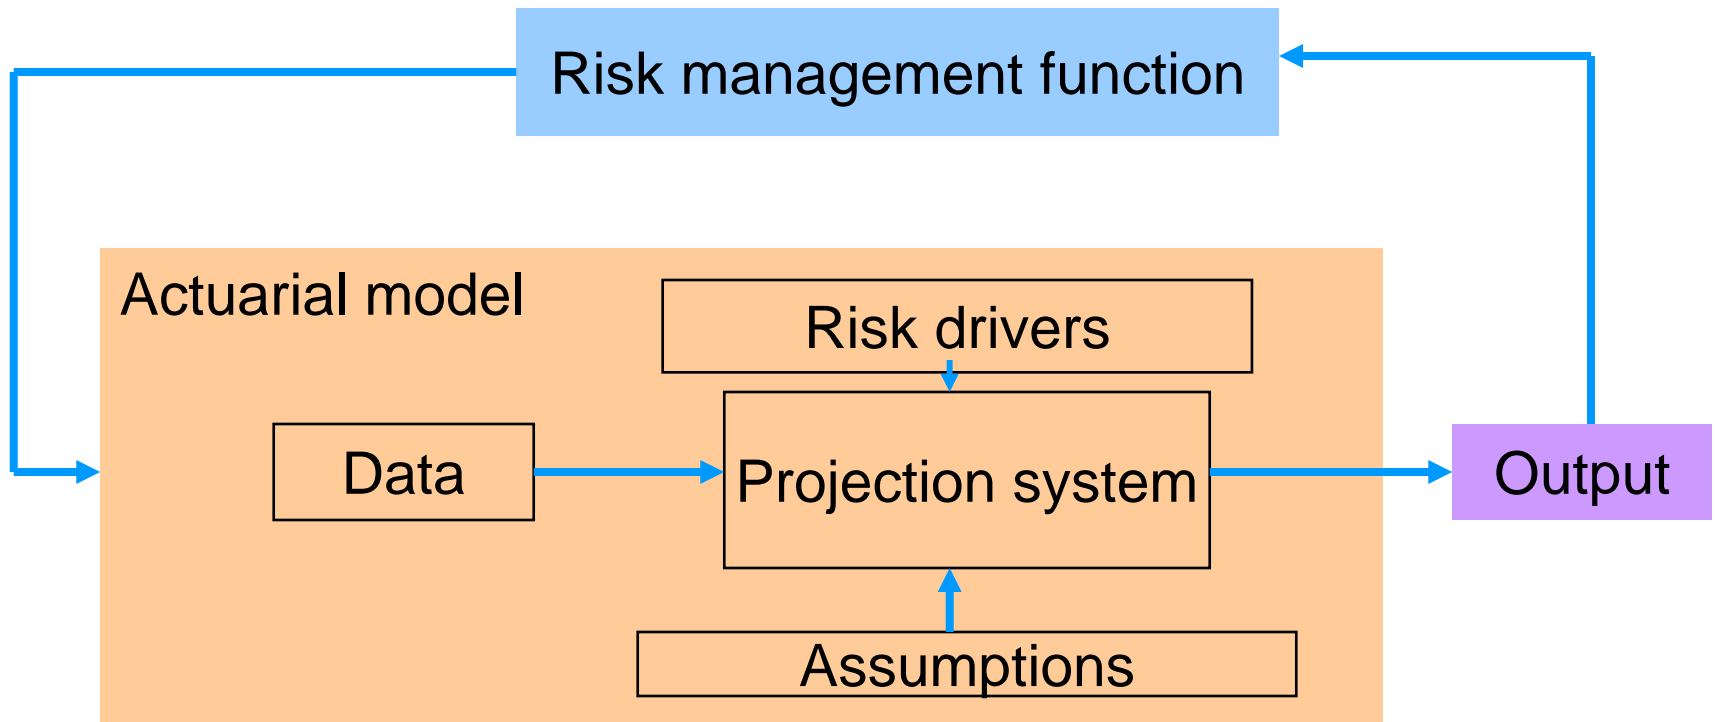 Risk management function
Actuarial model
Risk drivers
Data
Projection system
Output
Assumptions